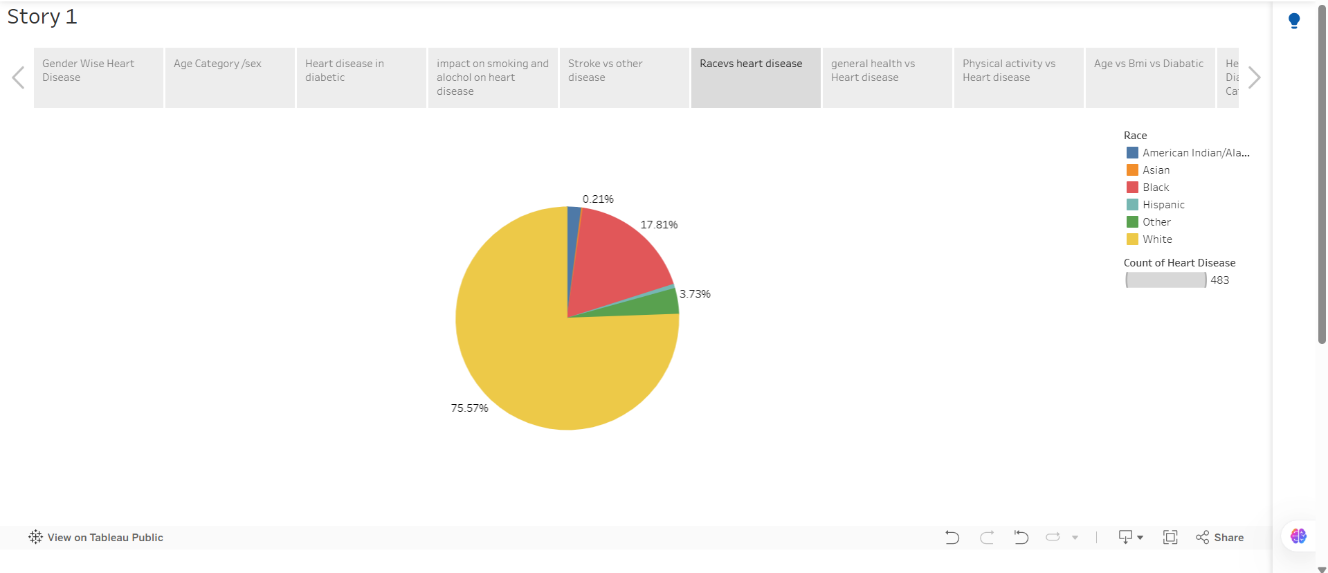 Story 1
Gender Wise Heart
Disease
Age Category /sex
Heart disease in
diabetic
impact on smoking and
alochol on heart
disease
Stroke vs other
disease
Racevs heart disease
general health vs
Heart disease
Physical activity vs
Heart disease
Age vs Bmi vs Diabatic
He
Dia
Ca
Race
American Indian/Ala...
Asian
Black
Hispanic
Other
White
Count of Heart Disease
483
0.21%
17.81%
3.73%
75.57%
View on Tableau Public
Share